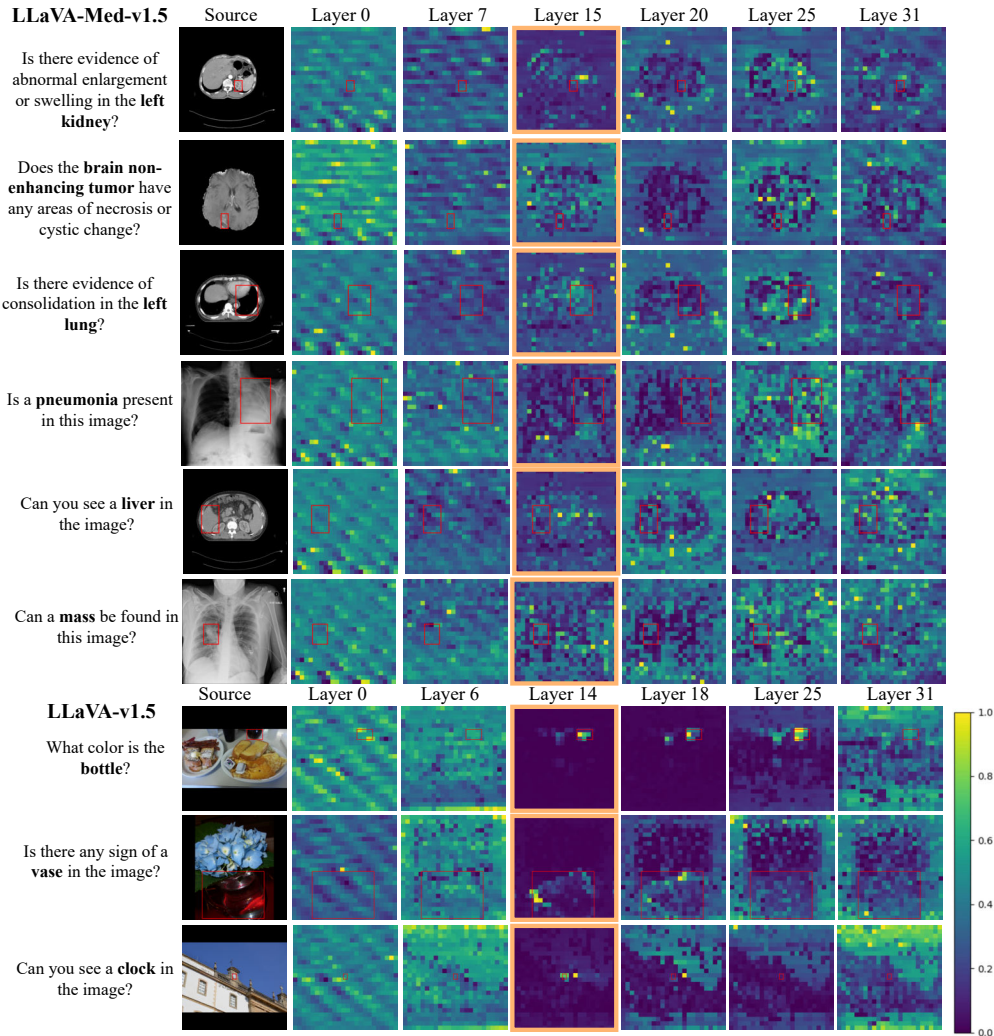 LLaVA-Med-v1.5 Source Layer 0 Layer 7 Layer 15 Layer 20 Layer 25 Laye 31
Is there evidence of
abnormal enlargement
or swelling in the left
kidney?
Does the brain non-
enhancing tumor have
any areas of necrosis or
cystic change?
Is there evidence of
consolidation in the left
lung?
Is a pneumonia present
in this image?
Can you see a liver in
the image?
Can a mass be found in
this image?
Source Layer 0 Layer 6 Layer 14 Layer 18 Layer 25 Layer 31
LLaVA-v1.5
What color is the
bottle?
Is there any sign of a
vase in the image?
Can you see a clock in
the image?
1.0
0.8
0.6
0.4
0.2
0.0